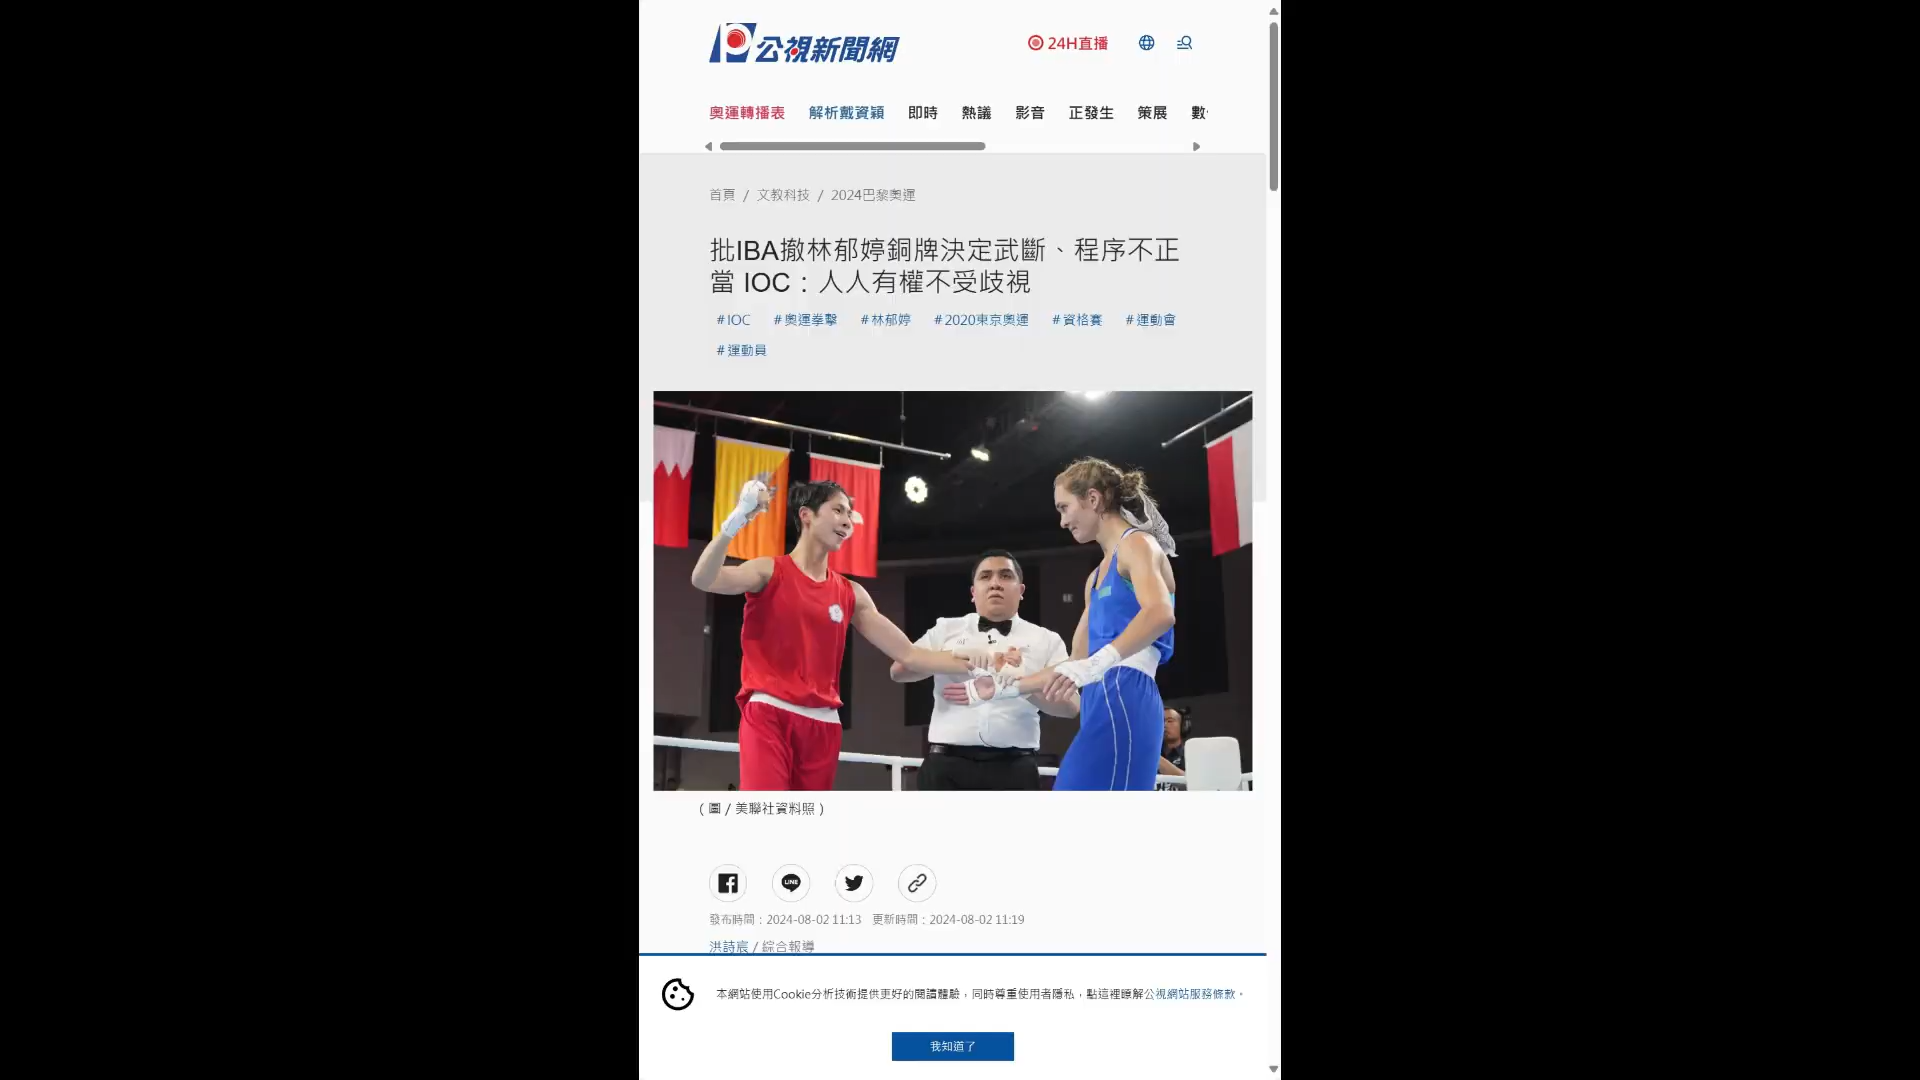 公視新聞網
24H直播
奧運轉播表 解析戴資穎 即時 熱議 影音 正發生 策展
首頁 / 文教科技 / 2024巴黎奧運
批IBA撤林郁婷銅牌決定武斷、程序不正
當 IOC：人人有權不受歧視
#IOC #奧運拳擊 #林郁婷 #2020東京奧運 #資格賽 #運動會
#運動員
( 圖 / 美聯社資料照 )
LINE
發布時間：2024-08-02 11:13 更新時間：2024-08-02 11:19
洪詩宸 / 綜合報導
本網站使用Cookie分析技術提供更好的閱讀體驗，同時尊重使用者隱私，點這裡瞭解公視網站服務條款。
我知道了